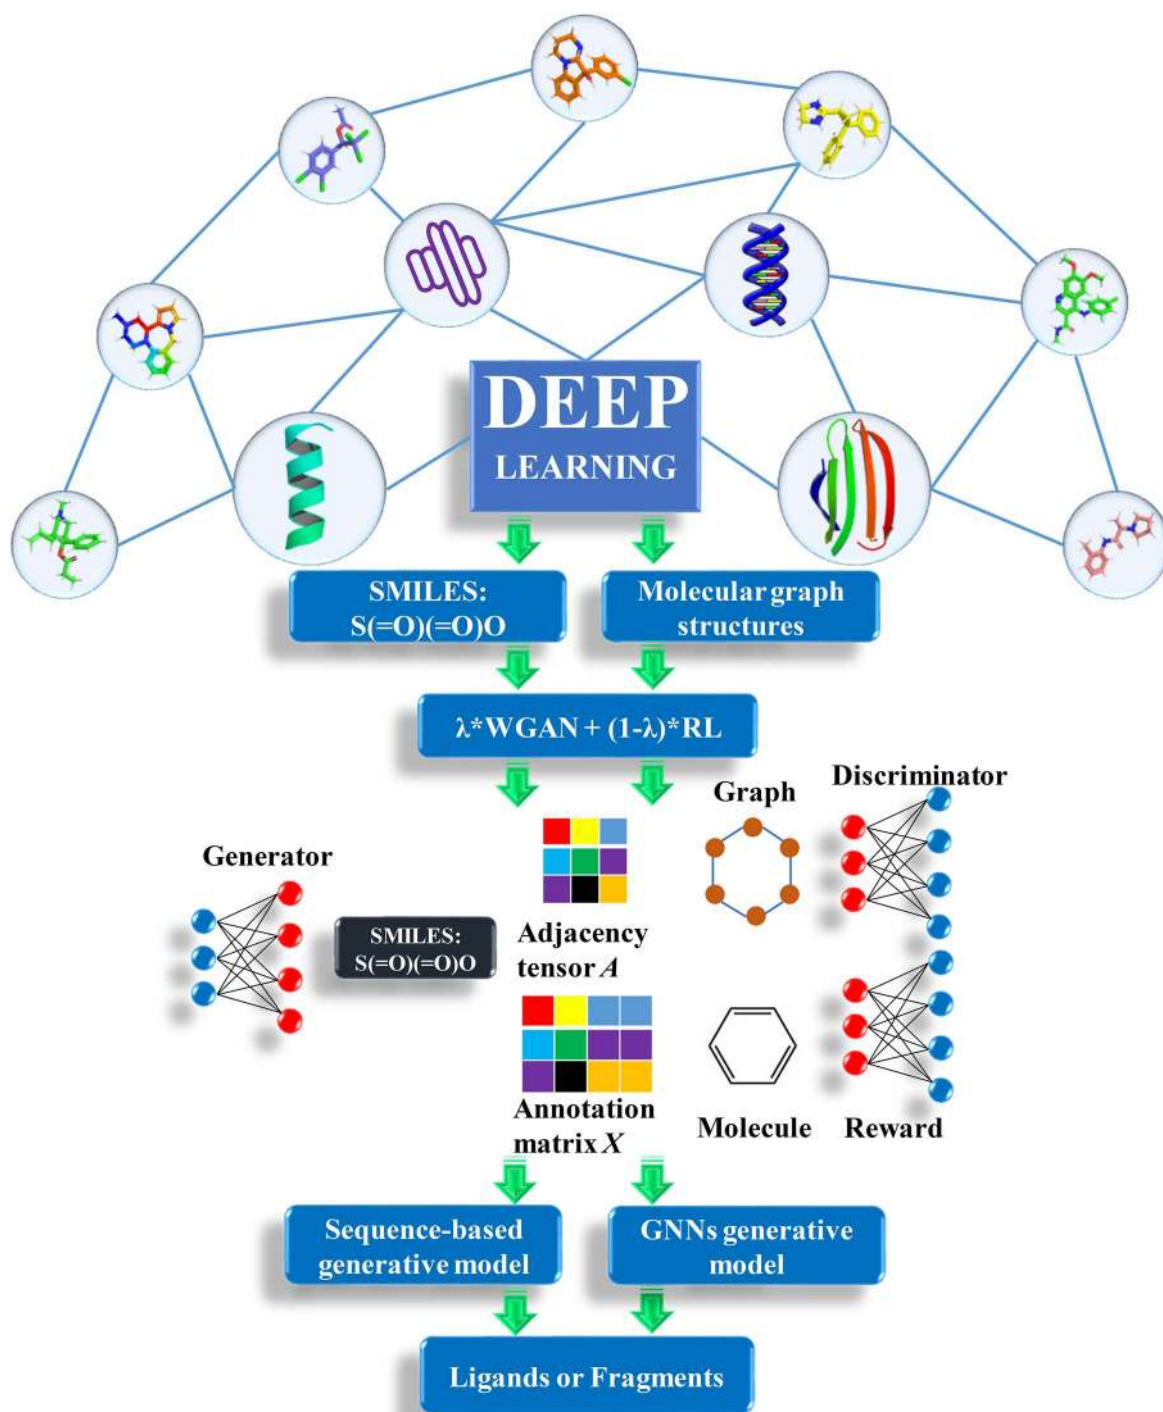 DEEP
LEARNING
SMILES:
S(=O)(=O)O
Molecular graph
structures
λ*WGAN + (1-λ)*RL
Generator
SMILES:
S(=O)(=O)O
Adjacency
tensor A
Annotation
matrix X
Graph
Molecule
Discriminator
Reward
Sequence-based
generative model
GNNs generative
model
Ligands or Fragments